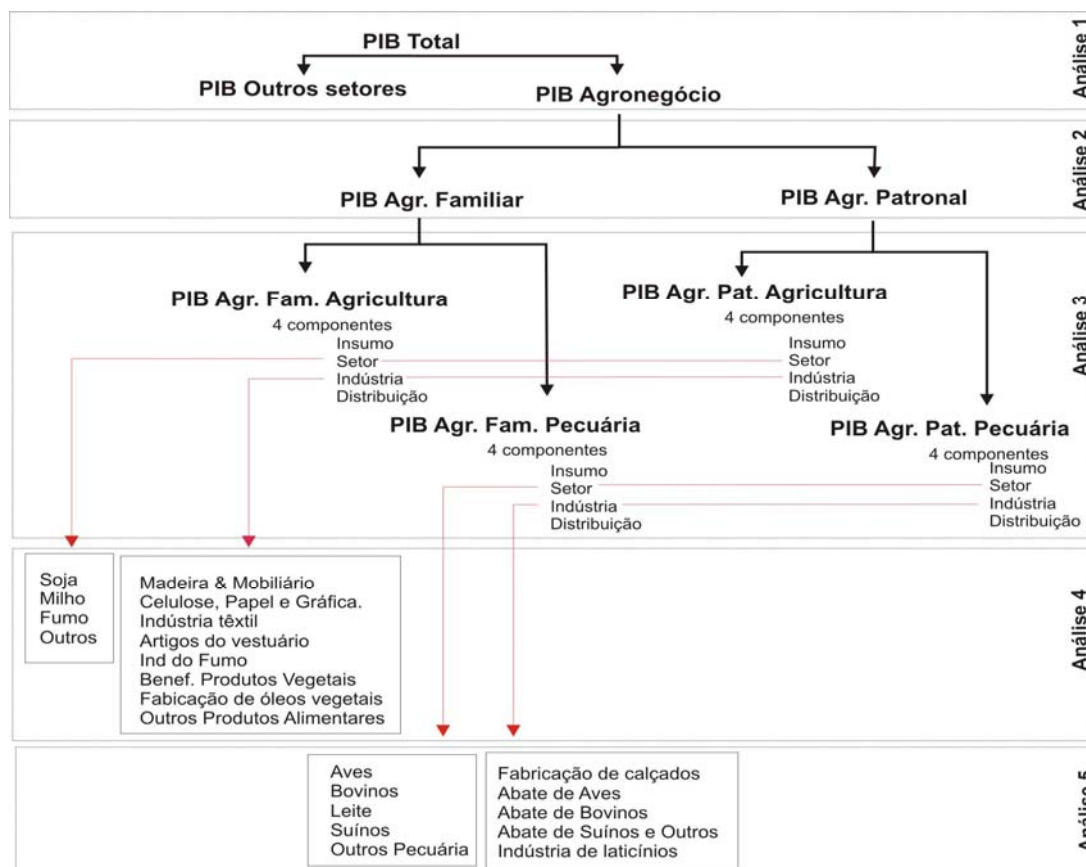 PIB Total
PIB Outros setores
PIB Agronegócio
Análise 1
PIB Agr. Familiar
PIB Agr. Patronal
Análise 2
PIB Agr. Fam. Agricultura
4 componentes
Insumo
Setor
Indústria
Distribuição
PIB Agr. Pat. Agricultura
4 componentes
Insumo
Setor
Indústria
Distribuição
PIB Agr. Fam. Pecuária
4 componentes
Insumo
Setor
Indústria
Distribuição
PIB Agr. Pat. Pecuária
4 componentes
Insumo
Setor
Indústria
Distribuição
Análise 3
Soja
Milho
Fumo
Outros
Madeira & Mobiliário
Celulose, Papel e Gráfica.
Indústria têxtil
Artigos do vestuário
Ind do Fumo
Benef. Produtos Vegetais
Fabicação de óleos vegetais
Outros Produtos Alimentares
Análise 4
Aves
Bovinos
Leite
Suínos
Outros Pecuária
Fabricação de calçados
Abate de Aves
Abate de Bovinos
Abate de Suínos e Outros
Indústria de laticínios
Análise 5